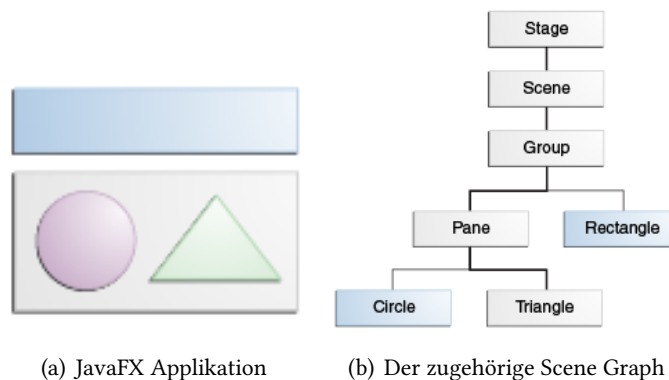 Stage
Scene
Group
Pane
Rectangle
Circle
Triangle
(a) JavaFX Applikation
(b) Der zugehörige Scene Graph